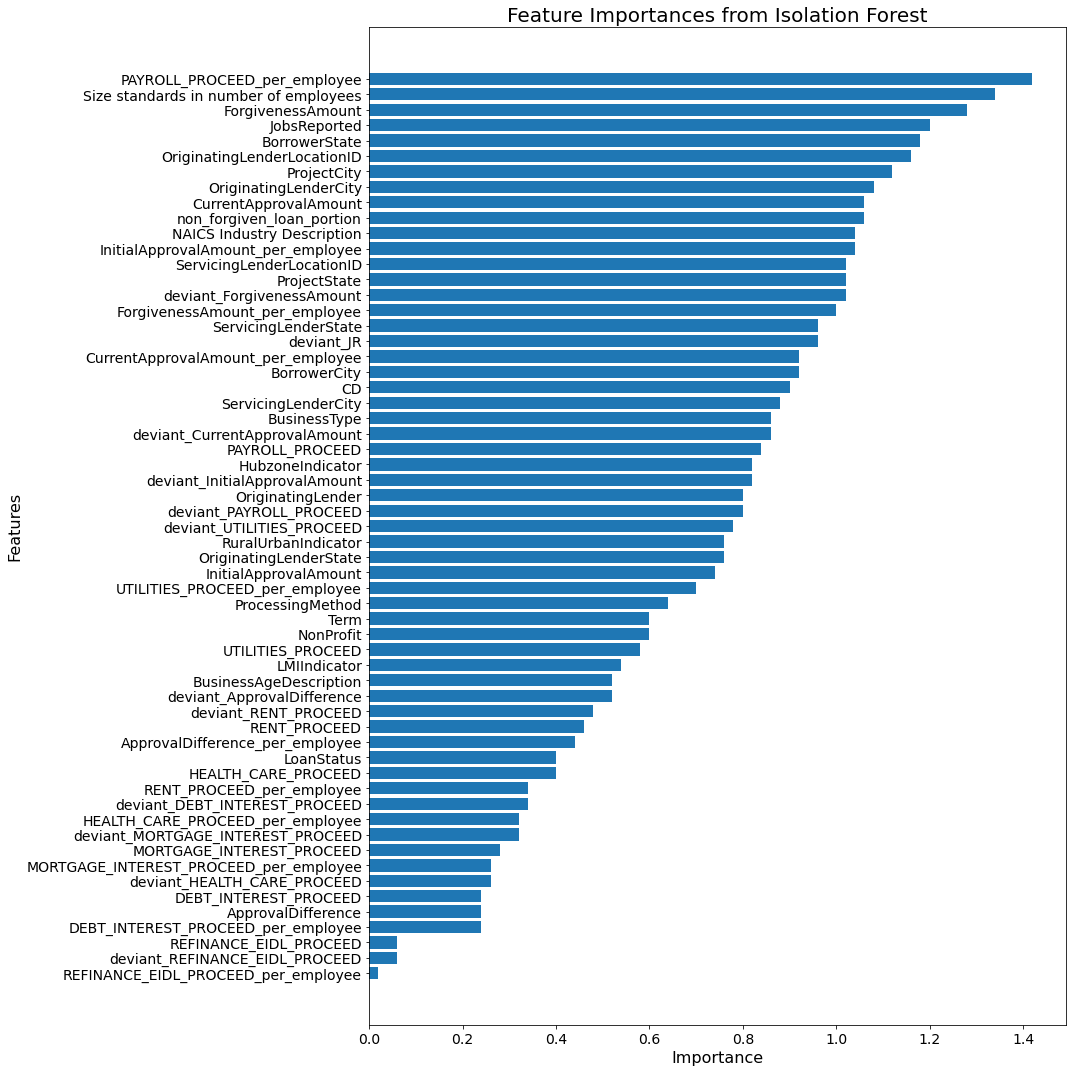 Feature Importances from Isolation Forest
PAYROLL_PROCEED_per_employee
Size standards in number of employees
ForgivenessAmount
JobsReported
BorrowerState
OriginatingLenderLocationID
ProjectCity
OriginatingLenderCity
CurrentApprovalAmount
non_forgiven_loan_portion
NAICS Industry Description
InitialApprovalAmount_per_employee
ServicingLenderLocationID
ProjectState
deviant_ForgivenessAmount
ForgivenessAmount_per_employee
ServicingLenderState
deviant_JR
CurrentApprovalAmount_per_employee
BorrowerCity
CD
ServicingLenderCity
BusinessType
deviant_CurrentApprovalAmount
PAYROLL_PROCEED
HubzoneIndicator
deviant_InitialApprovalAmount
OriginatingLender
deviant_PAYROLL_PROCEED
deviant_UTILITIES_PROCEED
RuralUrbanIndicator
OriginatingLenderState
InitialApprovalAmount
UTILITIES_PROCEED_per_employee
ProcessingMethod
Term
NonProfit
UTILITIES_PROCEED
LMIIndicator
BusinessAgeDescription
deviant_ApprovalDifference
deviant_RENT_PROCEED
RENT_PROCEED
ApprovalDifference_per_employee
LoanStatus
HEALTH_CARE_PROCEED
RENT_PROCEED_per_employee
deviant_DEBT_INTEREST_PROCEED
HEALTH_CARE_PROCEED_per_employee
deviant_MORTGAGE_INTEREST_PROCEED
MORTGAGE_INTEREST_PROCEED
MORTGAGE_INTEREST_PROCEED_per_employee
deviant_HEALTH_CARE_PROCEED
DEBT_INTEREST_PROCEED
ApprovalDifference
DEBT_INTEREST_PROCEED_per_employee
REFINANCE_EIDL_PROCEED
deviant_REFINANCE_EIDL_PROCEED
REFINANCE_EIDL_PROCEED_per_employee
Features
0.0 0.2 0.4 0.6 0.8 1.0 1.2 1.4
Importance